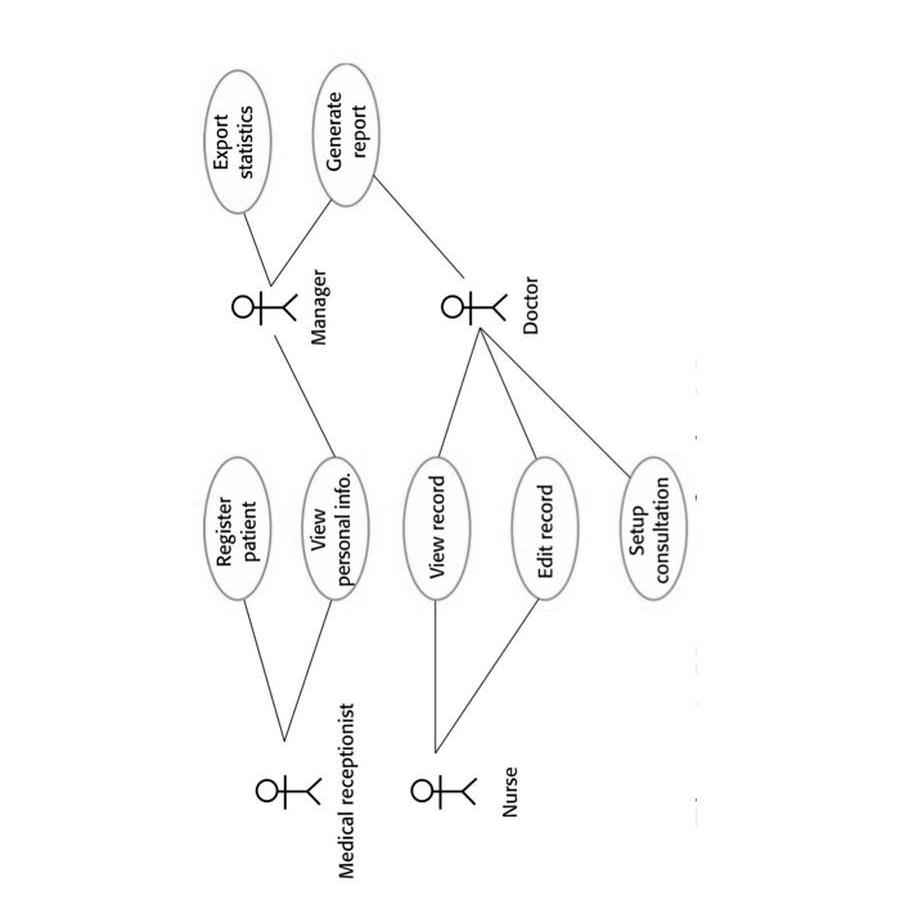 Register
patient
Export
statistics
Manager
Medical receptionist
View
personal info.
Generate
report
View record
Nurse
Doctor
Edit record
Setup
consultation